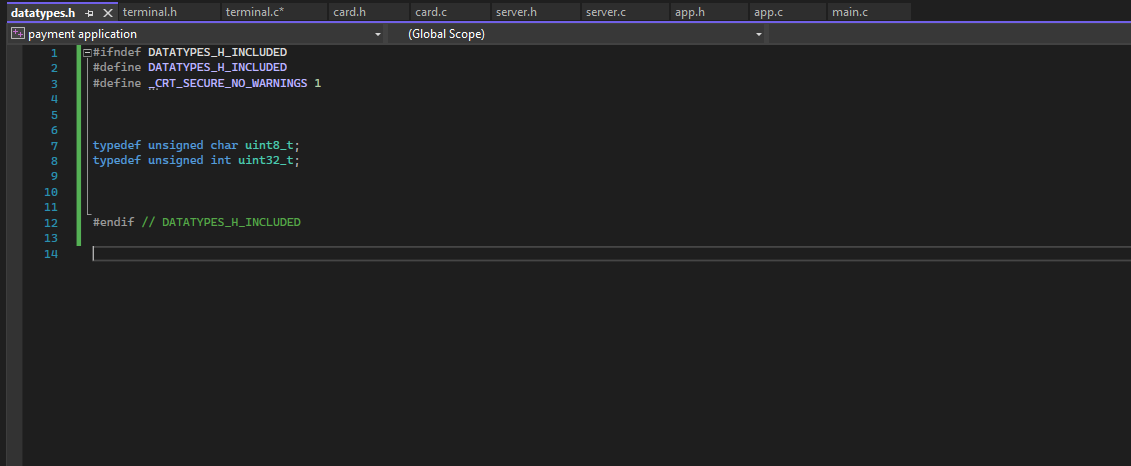 datatypes.h terminal.h terminal.c* card.h card.c server.h server.c app.h app.c main.c
payment application (Global Scope)
1 #ifndef DATATYPES_H_INCLUDED
2 #define DATATYPES_H_INCLUDED
3 #define _CRT_SECURE_NO_WARNINGS 1
4
5
6
7 typedef unsigned char uint8_t;
8 typedef unsigned int uint32_t;
9
10
11
12 #endif // DATATYPES_H_INCLUDED
13
14